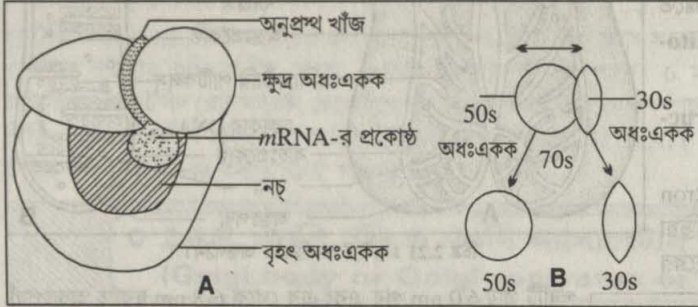 অনুপ্রস্থ খাঁজ
ক্ষুদ্র অধঃএকক
mRNA-র প্রকোষ্ঠ
নচ্
বৃহৎ অধঃএকক
A
50s
অধঃএকক
70s
30s
অধঃএকক
50s
B
30s